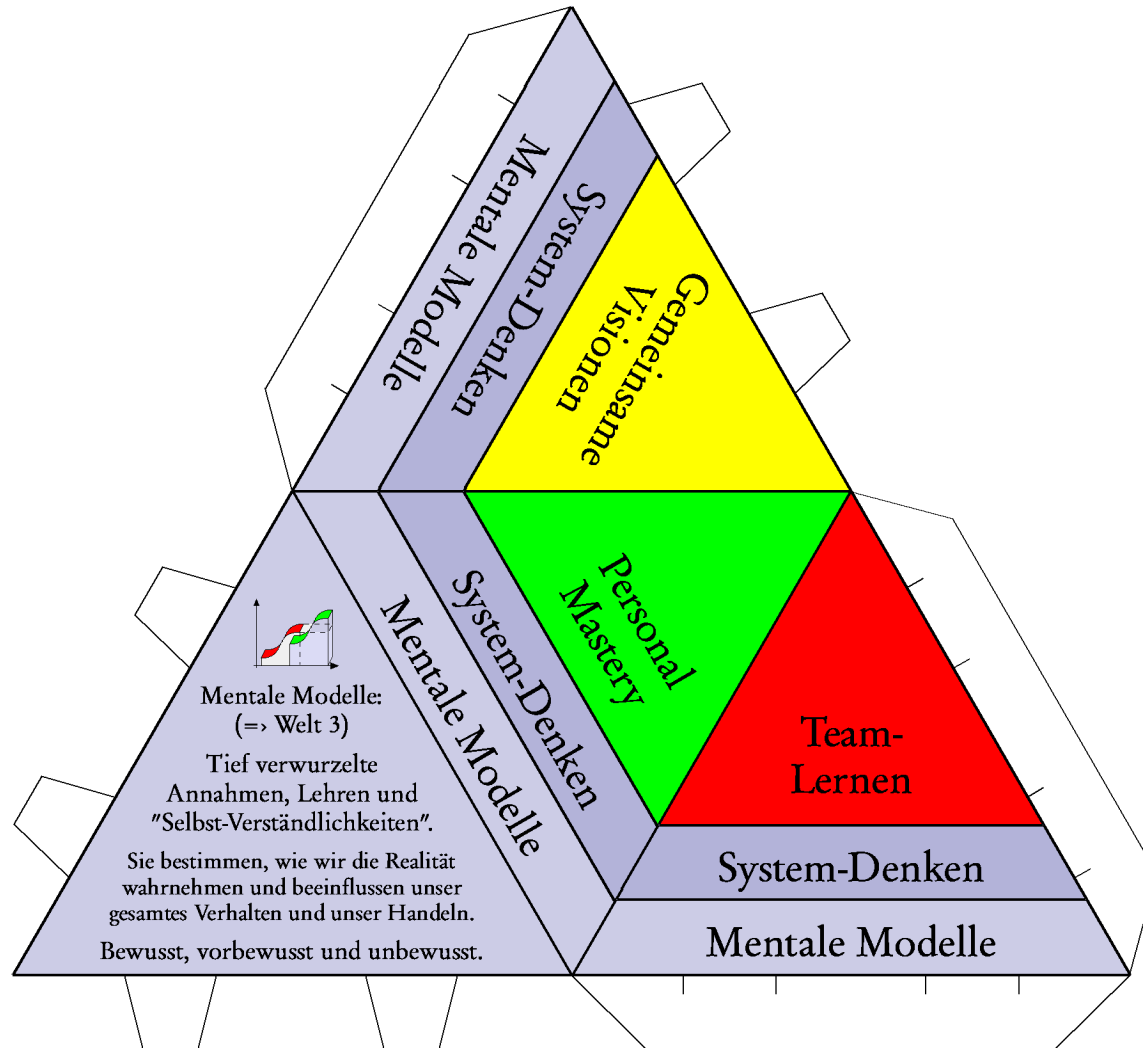 Mentale Modelle
System-Denken
Gemeinsame
Visionen
Personal
Mastery
System-Denken
Mentale Modelle
Team-
Lernen
System-Denken
Mentale Modelle
Mentale Modelle:
(=› Welt 3)
Tief verwurzelte
Annahmen, Lehren und
"Selbst-Verständlichkeiten".
Sie bestimmen, wie wir die Realität
wahrnehmen und beeinflussen unser
gesamtes Verhalten und unser Handeln.
Bewusst, vorbewusst und unbewusst.